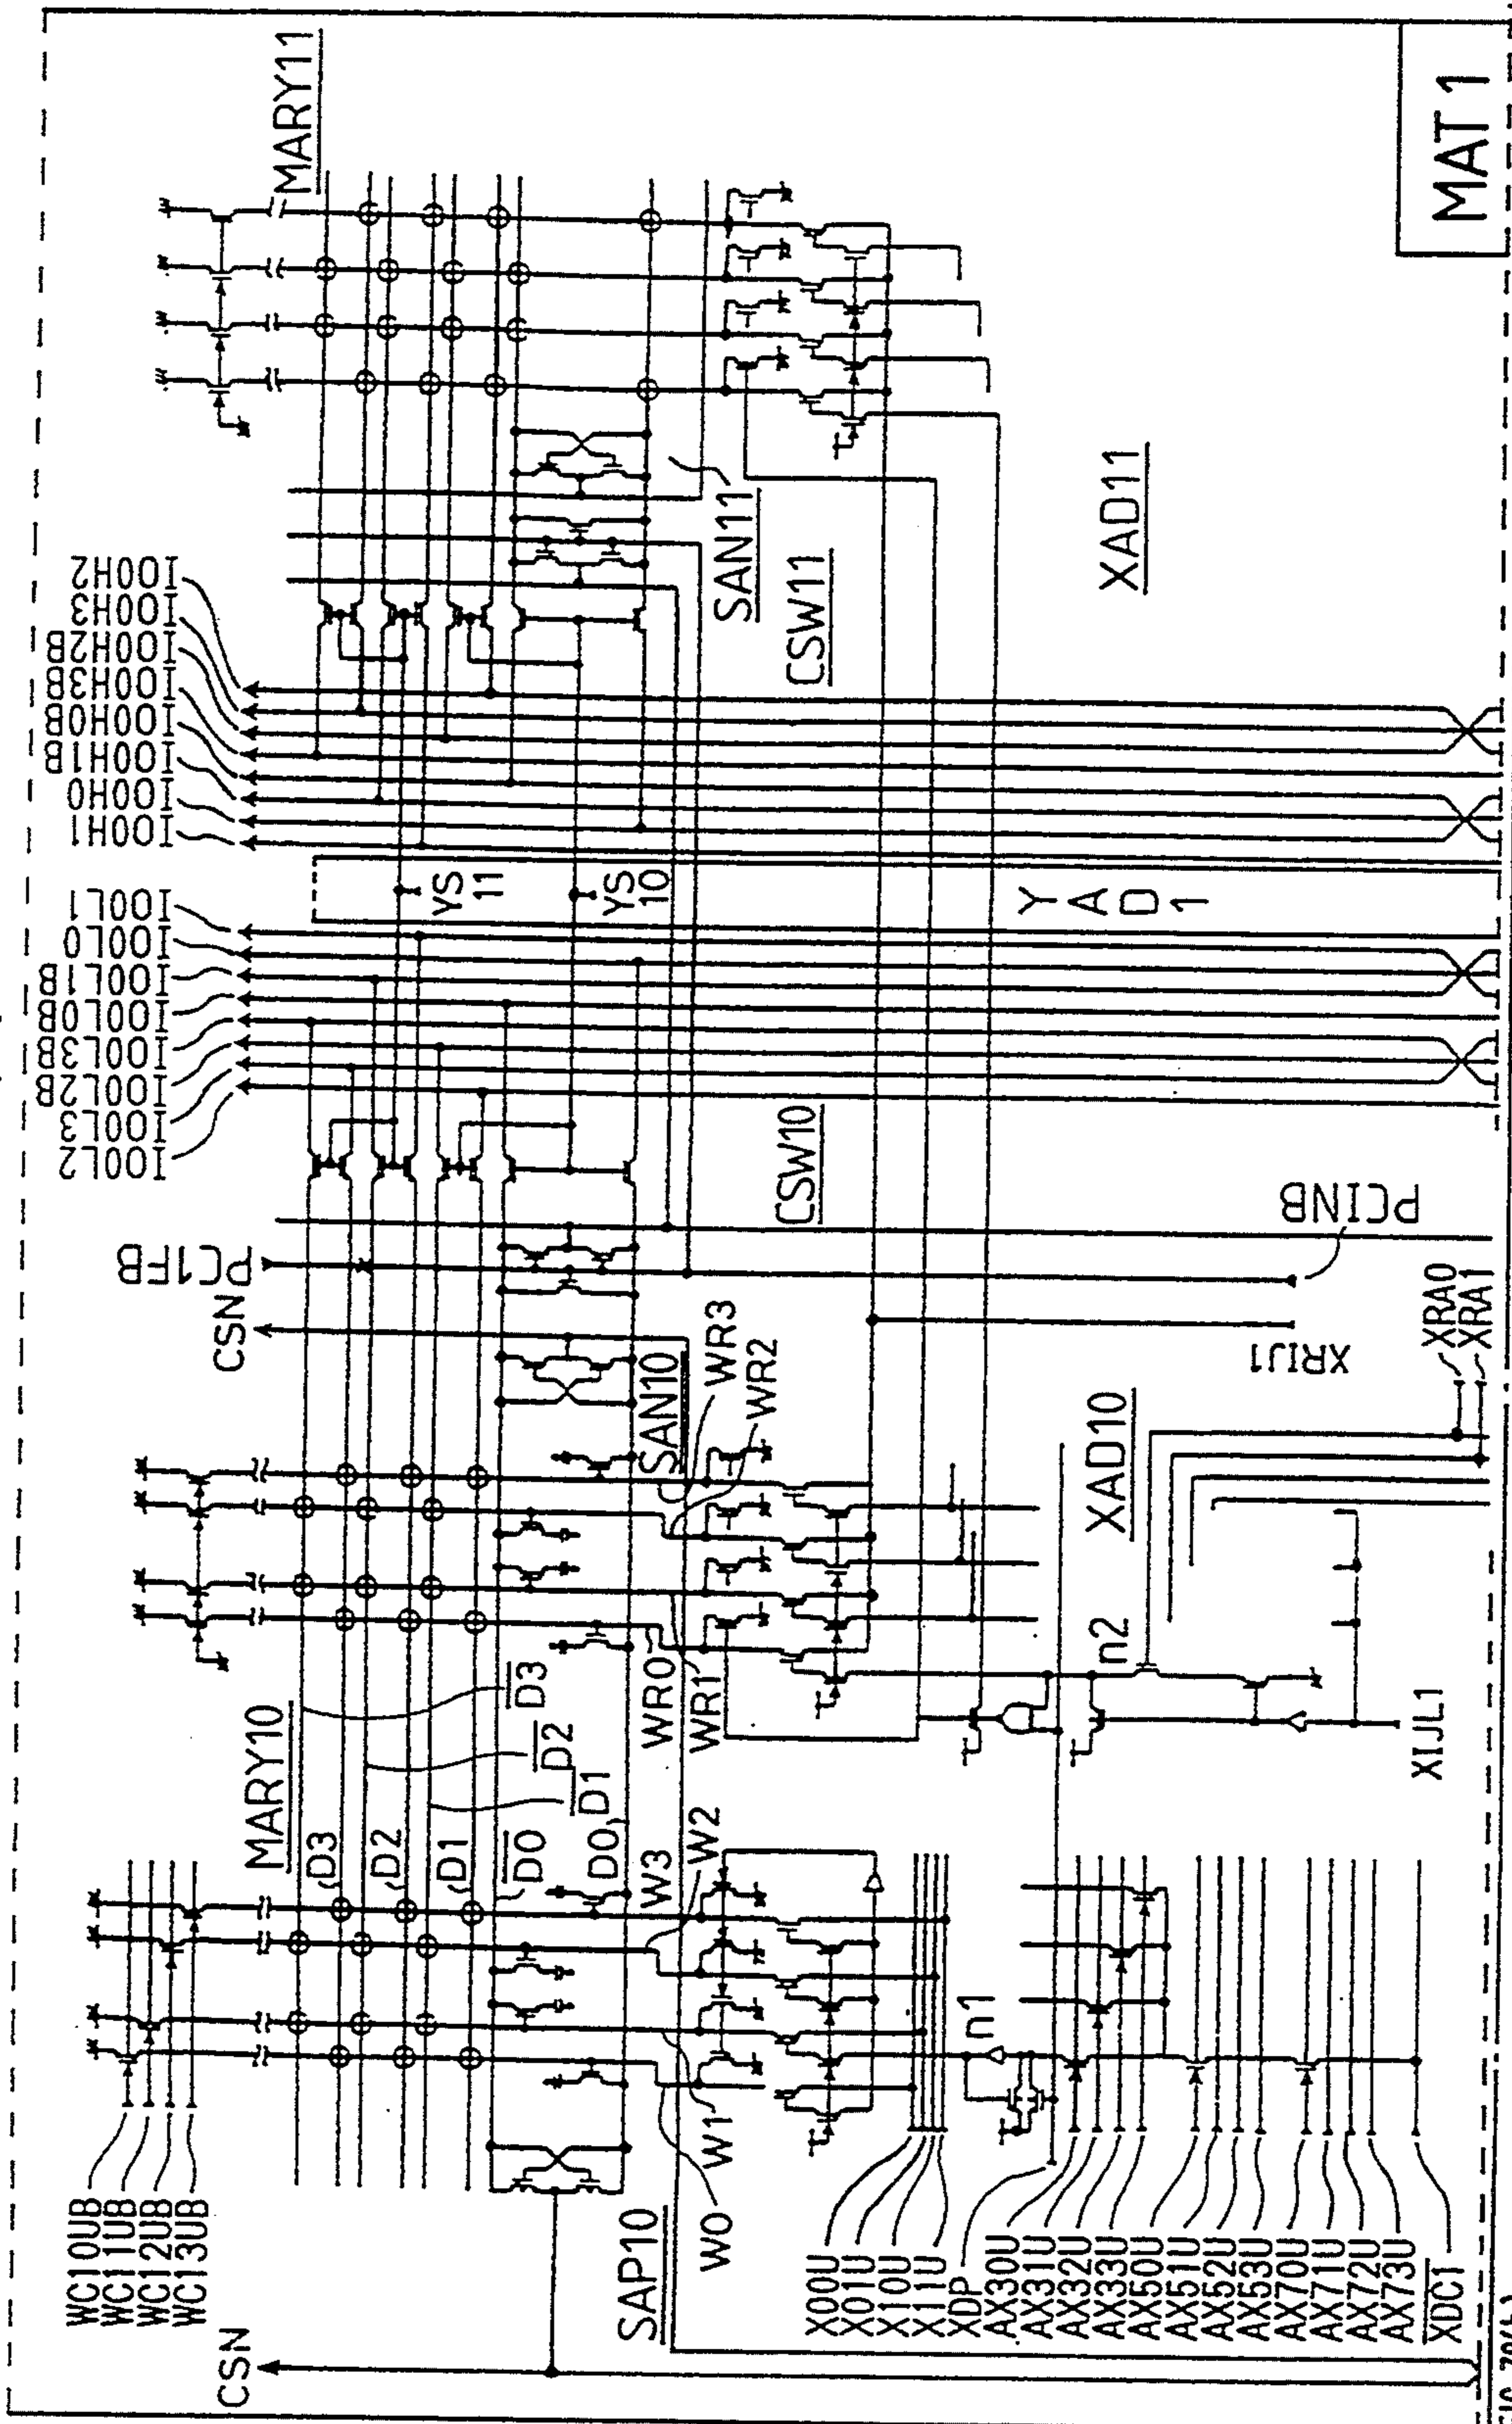 MAT 1
MARY11
IOOH2
IOOH3
IOOH2B
IOOH3B
IOOH0B
IOOH1B
IOOH0
IOOH1
SAN11
CSW11
XAD11
IOOL1
IOOL0
IOOL1B
IOOL0B
IOOL3B
IOOL2B
IOOL3
IOOL2
YS
11
YS
10
YAD1
CSW10
PC1FB
PCINB
CSN
SAN10
WR3
WR2
XRIJ1
XRA0
XRA1
XAD10
WR0
WR1
n2
XIJL1
MARY10
D3
D2
D1
D3
D2
D1
D0
D0
W3
W2
n1
W1
W0
WC10UB
WC11UB
WC12UB
WC13UB
CSN
SAP10
X00U
X01U
X10U
X11U
XDP
AX30U
AX31U
AX32U
AX33U
AX50U
AX51U
AX52U
AX53U
AX70U
AX71U
AX72U
AX73U
XDC1